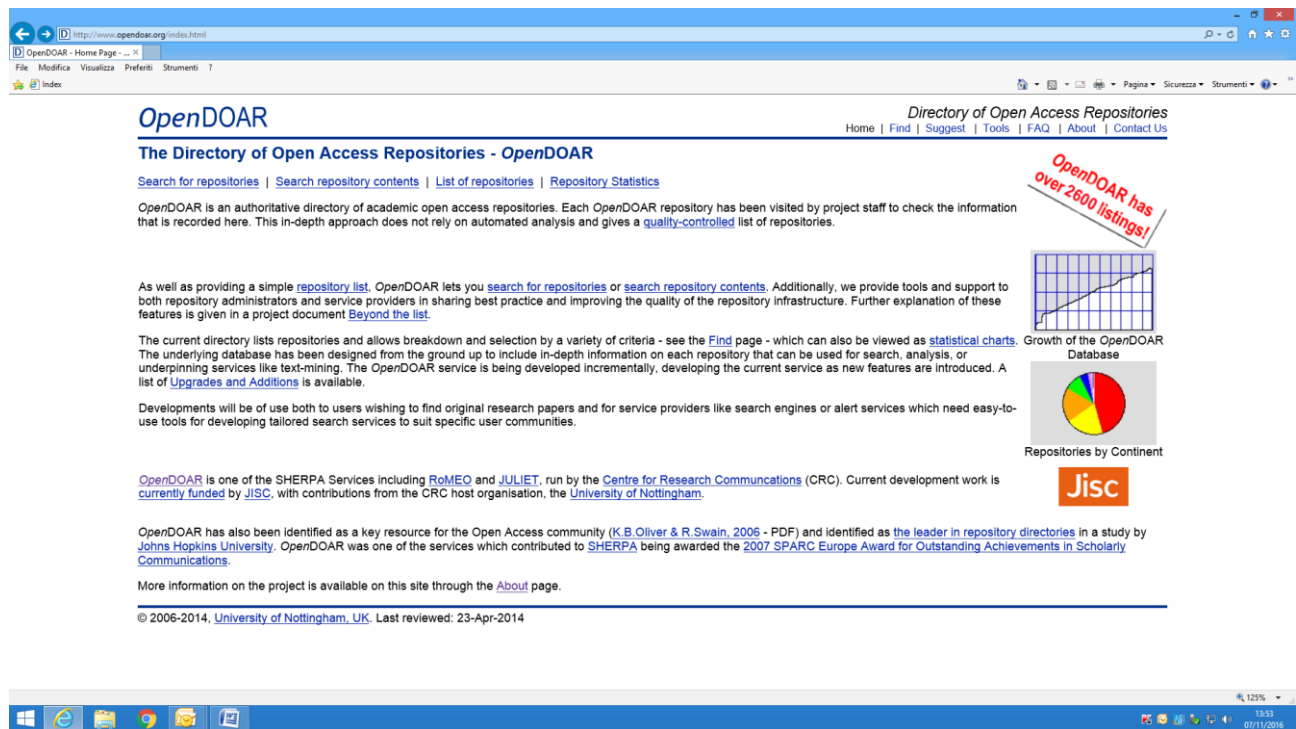 http://www.opendoar.org/index.html
OpenDOAR - Home Page - ...
File Modifica Visualizza Preferiti Strumenti ?
Index
Pagina Sicurezza Strumenti
OpenDOAR
Directory of Open Access Repositories
Home | Find | Suggest | Tools | FAQ | About | Contact Us
The Directory of Open Access Repositories - OpenDOAR
Search for repositories | Search repository contents | List of repositories | Repository Statistics
OpenDOAR has
over 2600 listings!
OpenDOAR is an authoritative directory of academic open access repositories. Each OpenDOAR repository has been visited by project staff to check the information
that is recorded here. This in-depth approach does not rely on automated analysis and gives a quality-controlled list of repositories.
As well as providing a simple repository list, OpenDOAR lets you search for repositories or search repository contents. Additionally, we provide tools and support to
both repository administrators and service providers in sharing best practice and improving the quality of the repository infrastructure. Further explanation of these
features is given in a project document Beyond the list.
The current directory lists repositories and allows breakdown and selection by a variety of criteria - see the Find page - which can also be viewed as statistical charts.
The underlying database has been designed from the ground up to include in-depth information on each repository that can be used for search, analysis, or
underpinning services like text-mining. The OpenDOAR service is being developed incrementally, developing the current service as new features are introduced. A
list of Upgrades and Additions is available.
Growth of the OpenDOAR
Database
Developments will be of use both to users wishing to find original research papers and for service providers like search engines or alert services which need easy-to-
use tools for developing tailored search services to suit specific user communities.
Repositories by Continent
OpenDOAR is one of the SHERPA Services including RoMEO and JULIET, run by the Centre for Research Communcations (CRC). Current development work is
currently funded by JISC, with contributions from the CRC host organisation, the University of Nottingham.
Jisc
OpenDOAR has also been identified as a key resource for the Open Access community (K.B.Oliver & R.Swain, 2006 - PDF) and identified as the leader in repository directories in a study by
Johns Hopkins University. OpenDOAR was one of the services which contributed to SHERPA being awarded the 2007 SPARC Europe Award for Outstanding Achievements in Scholarly
Communications.
More information on the project is available on this site through the About page.
© 2006-2014, University of Nottingham, UK. Last reviewed: 23-Apr-2014
125%
13:53
07/11/2016